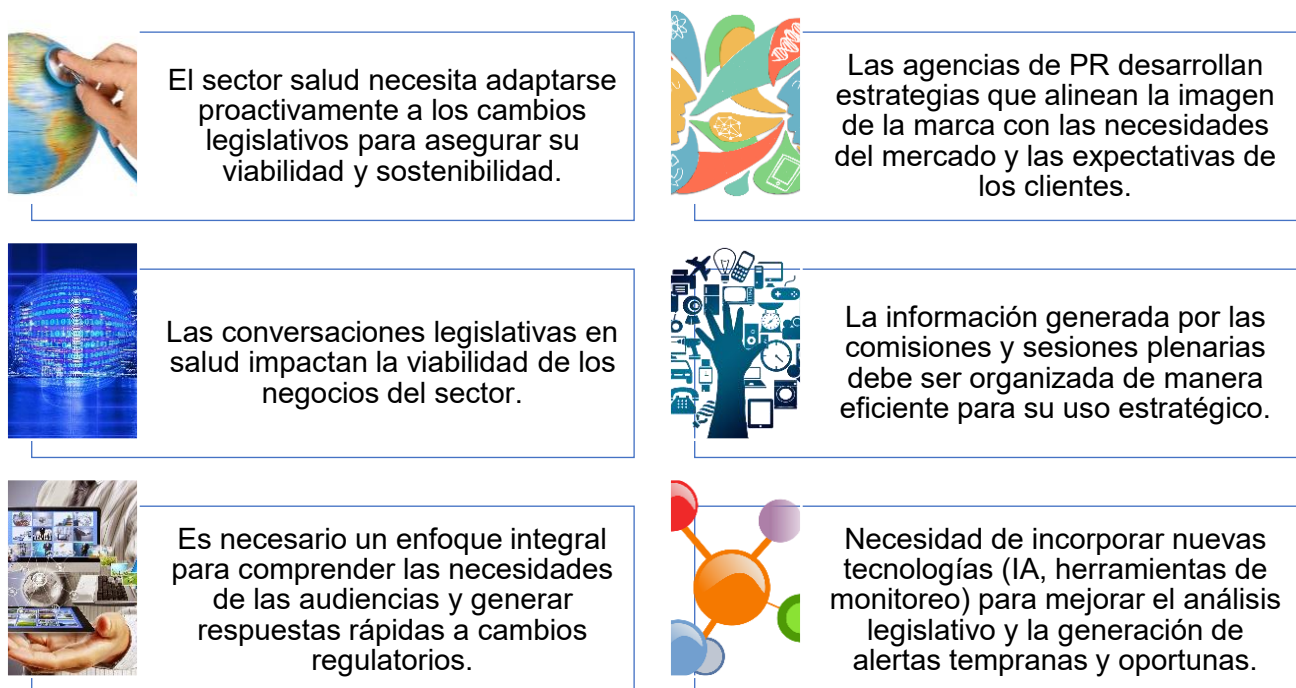 El sector salud necesita adaptarse
proactivamente a los cambios
legislativos para asegurar su
viabilidad y sostenibilidad.
Las agencias de PR desarrollan
estrategias que alinean la imagen
de la marca con las necesidades
del mercado y las expectativas de
los clientes.
Las conversaciones legislativas en
salud impactan la viabilidad de los
negocios del sector.
La información generada por las
comisiones y sesiones plenarias
debe ser organizada de manera
eficiente para su uso estratégico.
Es necesario un enfoque integral
para comprender las necesidades
de las audiencias y generar
respuestas rápidas a cambios
regulatorios.
Necesidad de incorporar nuevas
tecnologías (IA, herramientas de
monitoreo) para mejorar el análisis
legislativo y la generación de
alertas tempranas y oportunas.